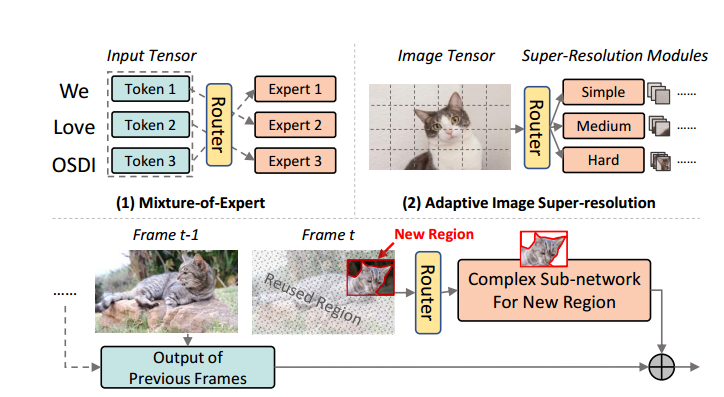 Input Tensor
We
Token 1
Love
Token 2
OSDI
Token 3
Router
Expert 1
Expert 2
Expert 3
(1) Mixture-of-Expert
Image Tensor
Super-Resolution Modules
Router
Simple
......
Medium
......
Hard
......
(2) Adaptive Image Super-resolution
Frame t-1
Frame t
New Region
......
Reused Region
Router
Complex Sub-network
For New Region
Output of
Previous Frames